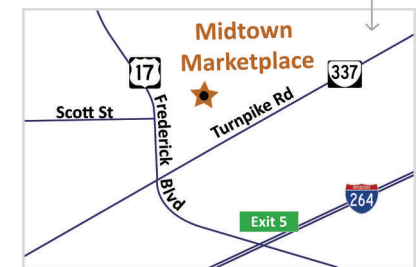 Midtown
Marketplace
17
337
Scott St
Frederick Blvd
Turnpike Rd
264
Exit 5